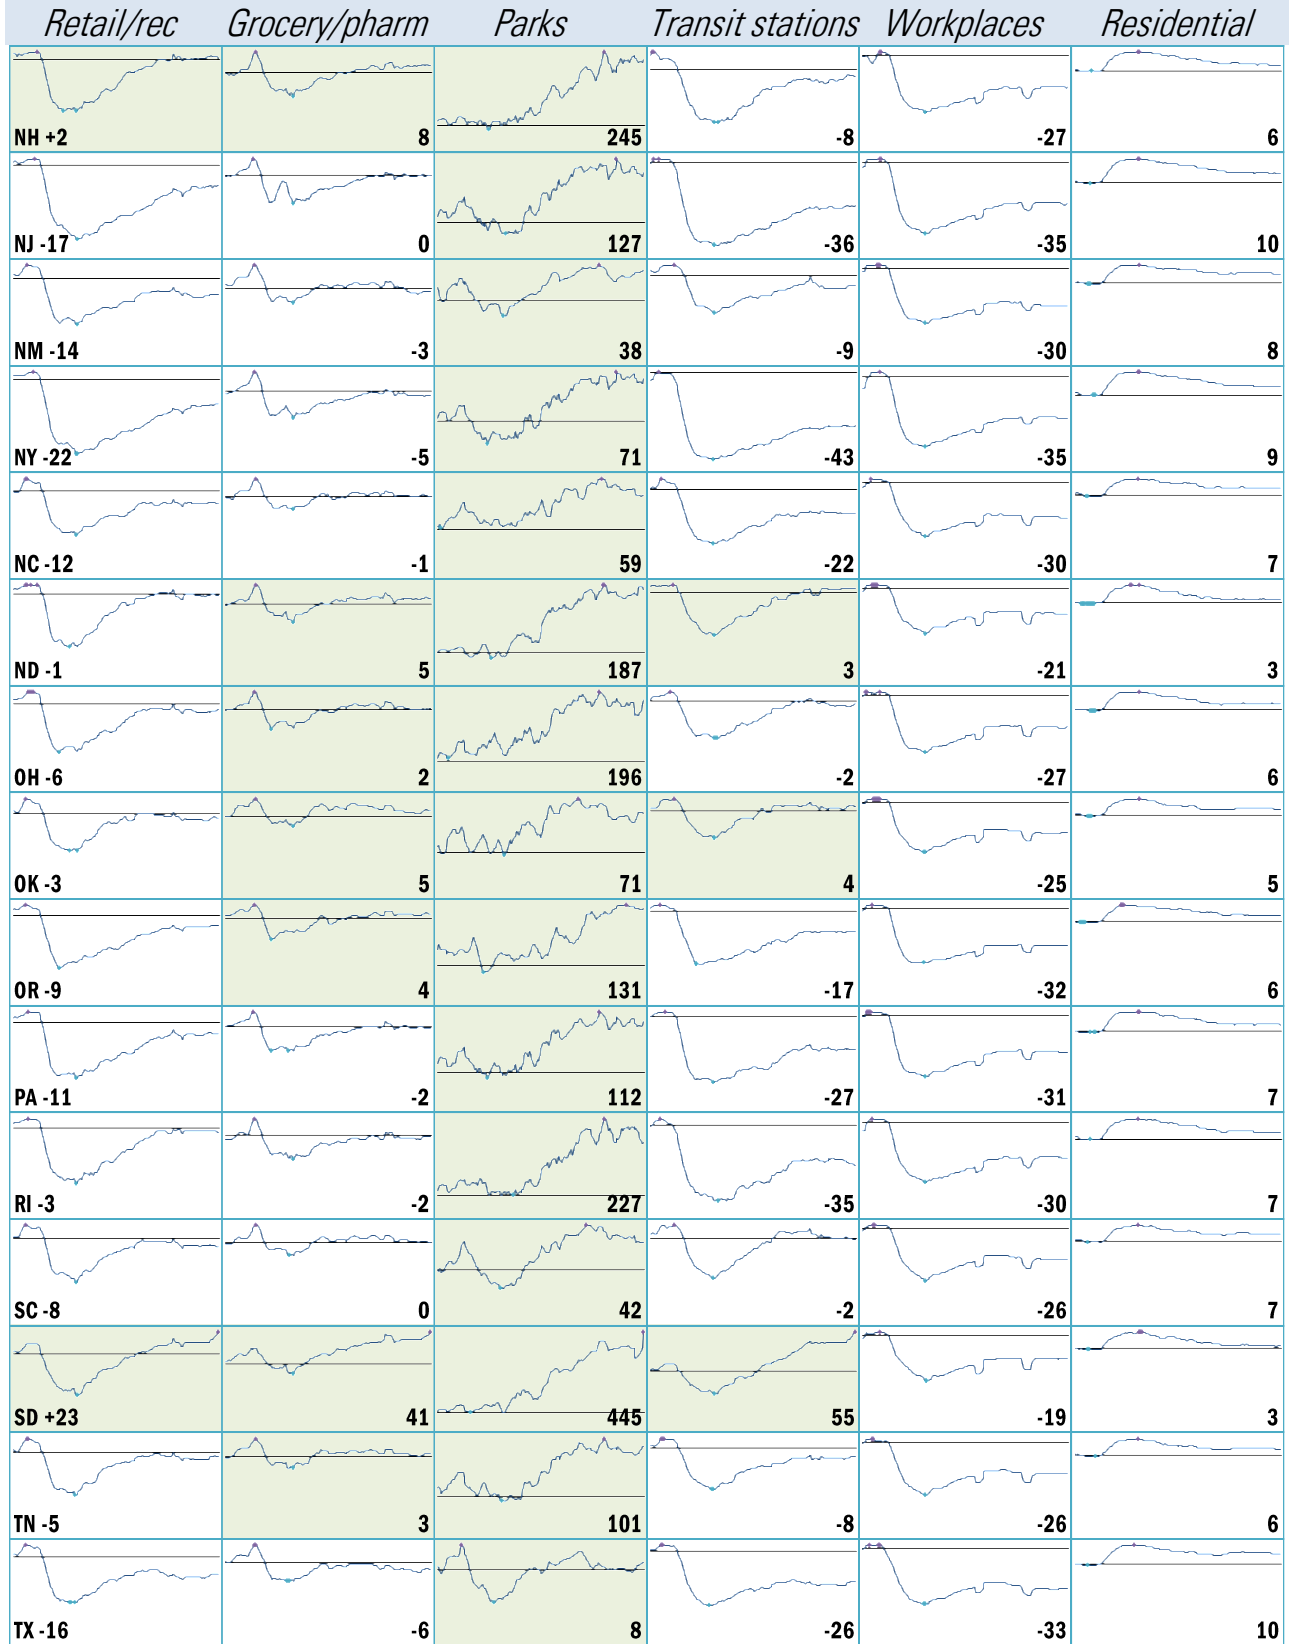 Retail/rec Grocery/pharm Parks Transit stations Workplaces Residential
NH +2 8 245 -8 -27 6
NJ -17 0 127 -36 -35 10
NM -14 -3 38 -9 -30 8
NY -22 -5 71 -43 -35 9
NC -12 -1 59 -22 -30 7
ND -1 5 187 3 -21 3
OH -6 2 196 -2 -27 6
OK -3 5 71 4 -25 5
OR -9 4 131 -17 -32 6
PA -11 -2 112 -27 -31 7
RI -3 -2 227 -35 -30 7
SC -8 0 42 -2 -26 7
SD +23 41 445 55 -19 3
TN -5 3 101 -8 -26 6
TX -16 -6 8 -26 -33 10